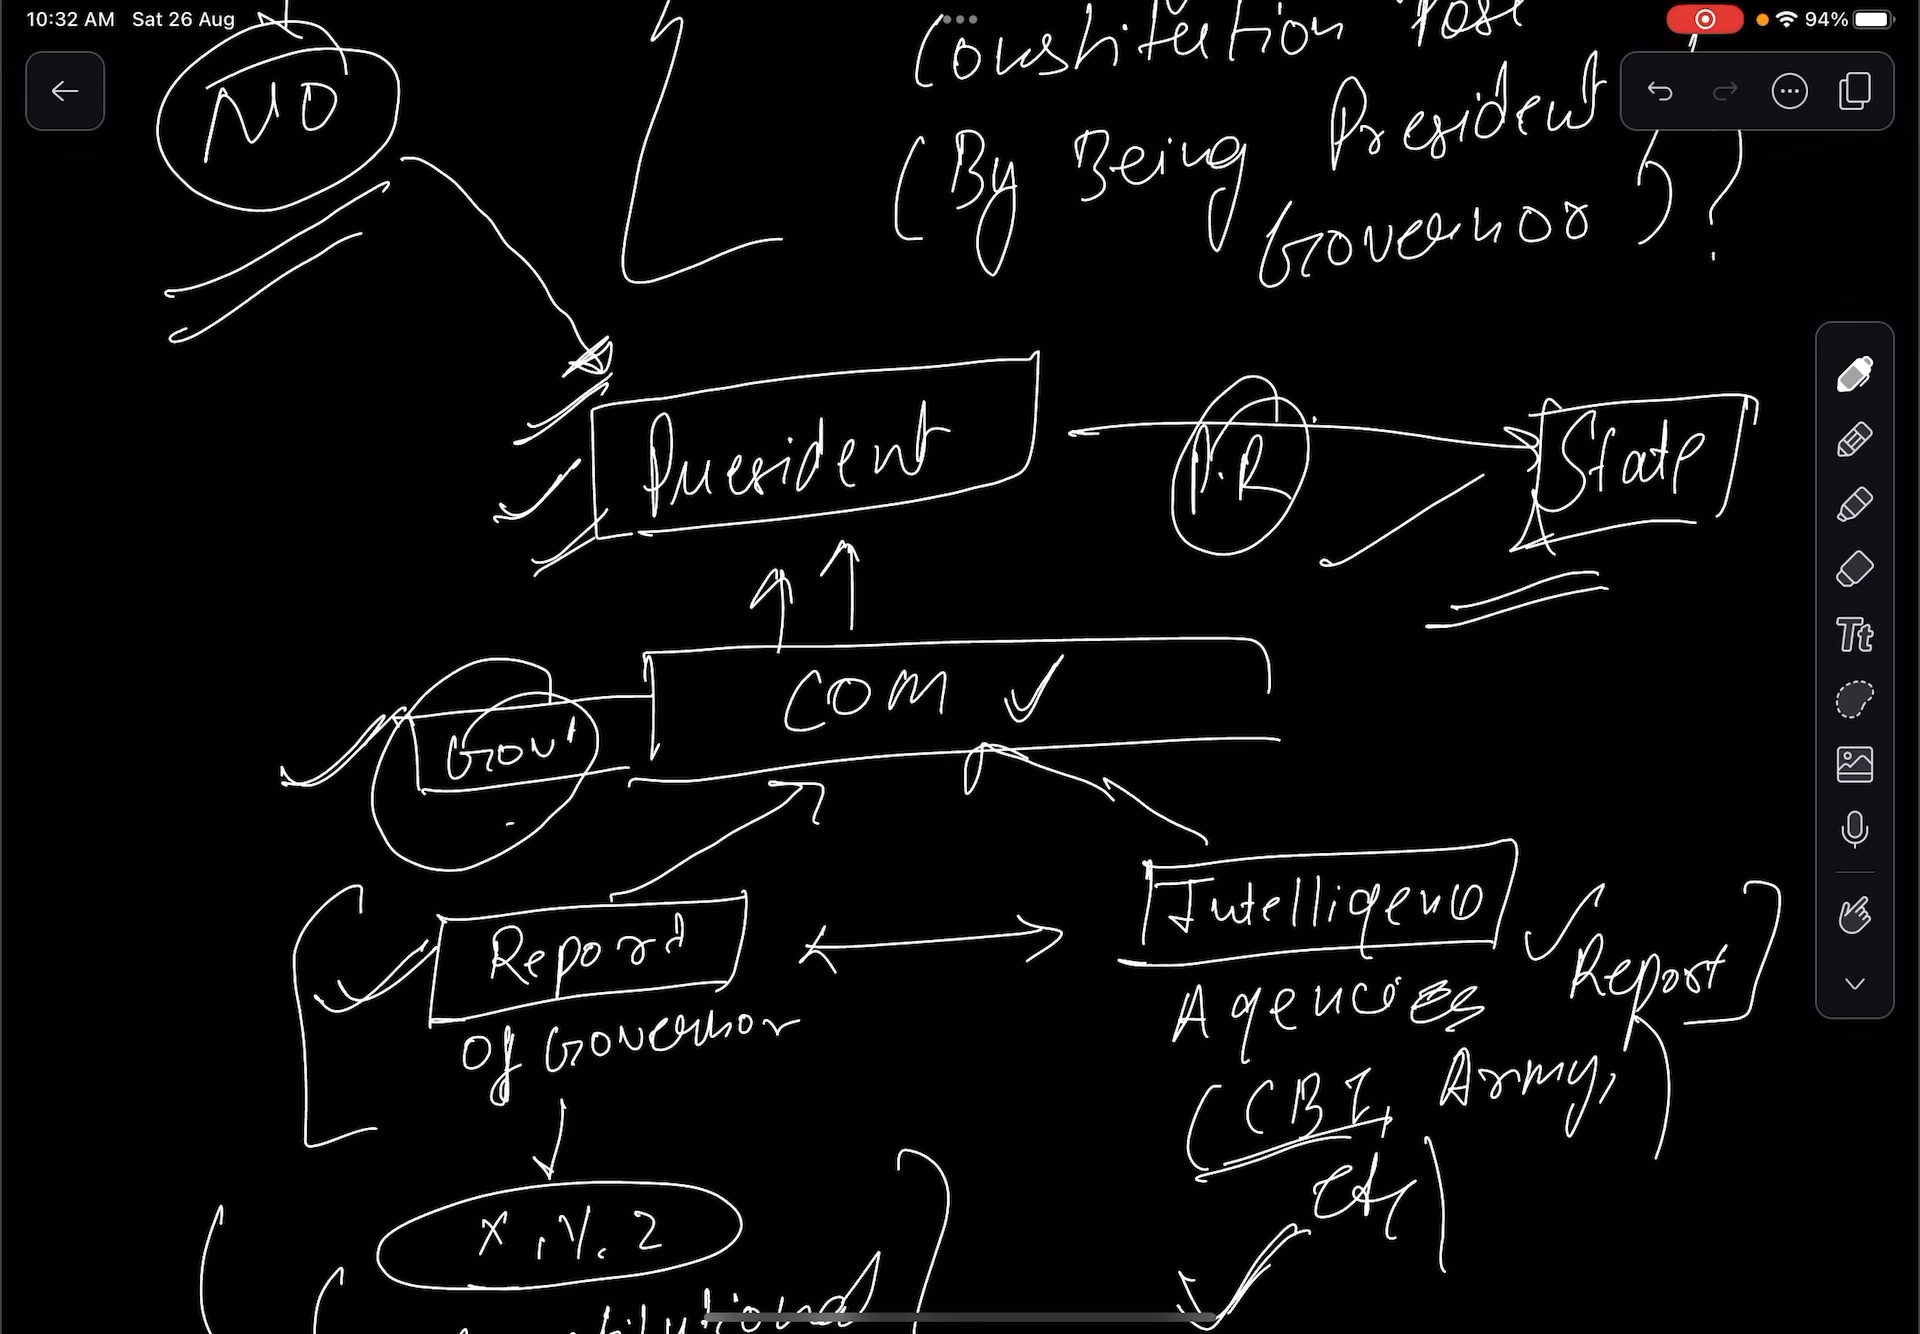 10:32 AM Sat 26 Aug
94%
NO
Constitution Post
(By Being President
Governor)?
President
P.R
State
COM ✓
Gov'
Report
Of Governor
Intelligence
Agencies
Report
(CBI, Army,
Etc)
X, Y, Z
Tt